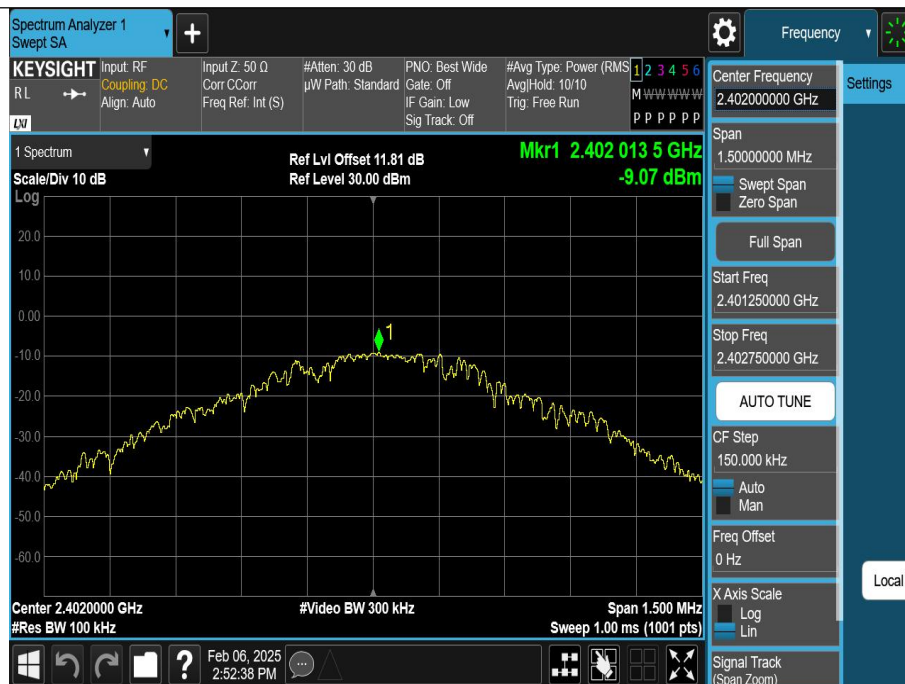 Spectrum Analyzer 1
Swept SA
+
Frequency
KEYSIGHT
RL
LXI
Input: RF
Coupling: DC
Align: Auto
Input Z: 50 Ω
Corr CCorr
Freq Ref: Int (S)
#Atten: 30 dB
µW Path: Standard
PNO: Best Wide
Gate: Off
IF Gain: Low
Sig Track: Off
#Avg Type: Power (RMS
Avg|Hold: 10/10
Trig: Free Run
1 2 3 4 5 6
M W W W W W
P P P P P P
1 Spectrum
Scale/Div 10 dB
Log
Ref Lvl Offset 11.81 dB
Ref Level 30.00 dBm
Mkr1 2.402 013 5 GHz
-9.07 dBm
20.0
10.0
0.00
-10.0
-20.0
-30.0
-40.0
-50.0
-60.0
1
Center 2.4020000 GHz
#Res BW 100 kHz
#Video BW 300 kHz
Span 1.500 MHz
Sweep 1.00 ms (1001 pts)
?
Feb 06, 2025
2:52:38 PM
Center Frequency
2.402000000 GHz
Span
1.50000000 MHz
Swept Span
Zero Span
Full Span
Start Freq
2.401250000 GHz
Stop Freq
2.402750000 GHz
AUTO TUNE
CF Step
150.000 kHz
Auto
Man
Freq Offset
0 Hz
X Axis Scale
Log
Lin
Signal Track
(Span Zoom)
Settings
Local